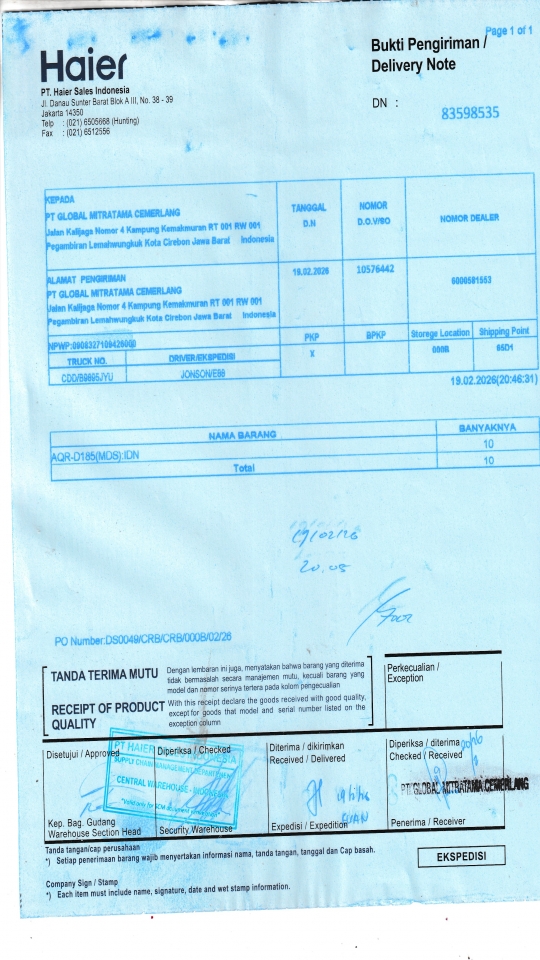 Page 1 of 1
Haier
Bukti Pengiriman /
Delivery Note
PT. Haier Sales Indonesia
Jl. Danau Sunter Barat Blok A III, No. 38 - 39
Jakarta 14350
Telp : (021) 6505668 (Hunting)
Fax : (021) 6512556
DN : 83598535
KEPADA
PT GLOBAL MITRATAMA CEMERLANG
Jalan Kalijaga Nomor 4 Kampung Kemakmuran RT 001 RW 001
Pegambiran Lemahwungkuk Kota Cirebon Jawa Barat Indonesia
TANGGAL
D.N
NOMOR
D.O.V/SO
NOMOR DEALER
ALAMAT PENGIRIMAN
PT GLOBAL MITRATAMA CEMERLANG
Jalan Kalijaga Nomor 4 Kampung Kemakmuran RT 001 RW 001
Pegambiran Lemahwungkuk Kota Cirebon Jawa Barat Indonesia
19.02.2026
10576442
6000581553
PKP
BPKP
Storege Location
Shipping Point
X
000B
65D1
TRUCK NO.
DRIVER/EKSPEDISI
JONSON/E88
19.02.2026(20:46:31)
NAMA BARANG
BANYAKNYA
AQR-D185(MDS):IDN
10
Total
10
19/02/26
20.05
PO Number:DS0049/CRB/CRB/000B/02/26
TANDA TERIMA MUTU
Dengan lembaran ini juga, menyatakan bahwa barang yang diterima
tidak bermasalah secara manajemen mutu, kecuali barang yang
model dan nomor serinya tertera pada kolom pengecualian
RECEIPT OF PRODUCT
QUALITY
With this receipt declare the goods received with good quality,
except for goods that model and serial number listed on the
exception column
Perkecualian /
Exception
Disetujui / Approved
Diperiksa / Checked
Diterima / dikirimkan
Received / Delivered
Diperiksa / diterima
Checked / Received
PT HAIER INDONESIA
SUPPLY CHAIN MANAGEMENT DEPARTMENT
CENTRAL WAREHOUSE - INDONESIA
PT GLOBAL MITRATAMA CEMERLANG
Kep. Bag. Gudang
Warehouse Section Head
Security Warehouse
Expedisi / Expedition
Penerima / Receiver
Tanda tangan/cap perusahaan
*) Setiap penerimaan barang wajib menyertakan informasi nama, tanda tangan, tanggal dan Cap basah.
EKSPEDISI
Company Sign / Stamp
*) Each item must include name, signature, date and wet stamp information.